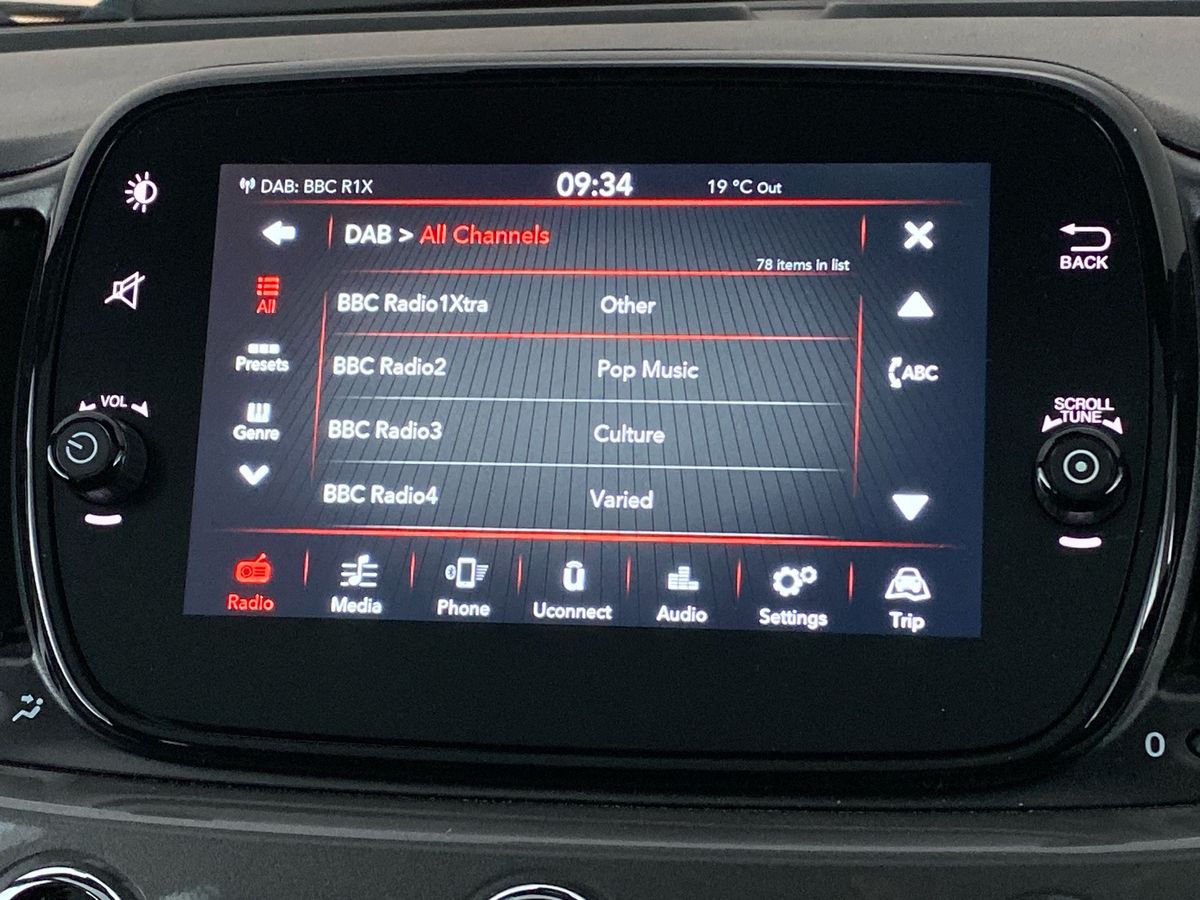 DAB: BBC R1X 09:34 19 °C Out
DAB > All Channels
78 items in list
All
BBC Radio1Xtra Other
Presets
BBC Radio2 Pop Music
ABC
Genre
BBC Radio3 Culture
BBC Radio4 Varied
Radio Media Phone Uconnect Audio Settings Trip
VOL
BACK
SCROLL
TUNE
0